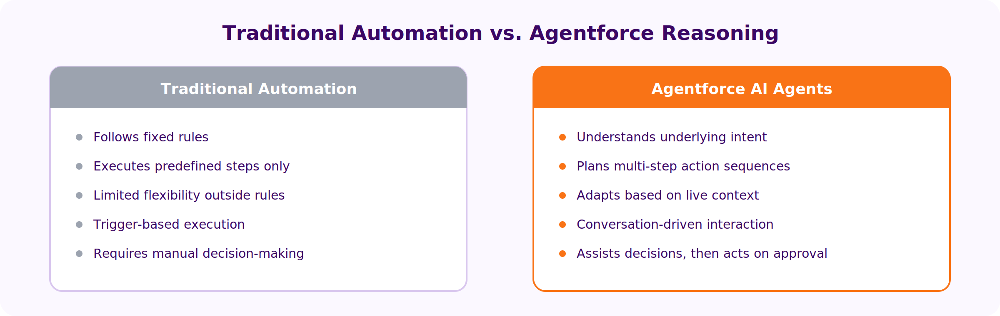 Traditional Automation vs. Agentforce Reasoning
Traditional Automation
Follows fixed rules
Executes predefined steps only
Limited flexibility outside rules
Trigger-based execution
Requires manual decision-making
Agentforce AI Agents
Understands underlying intent
Plans multi-step action sequences
Adapts based on live context
Conversation-driven interaction
Assists decisions, then acts on approval